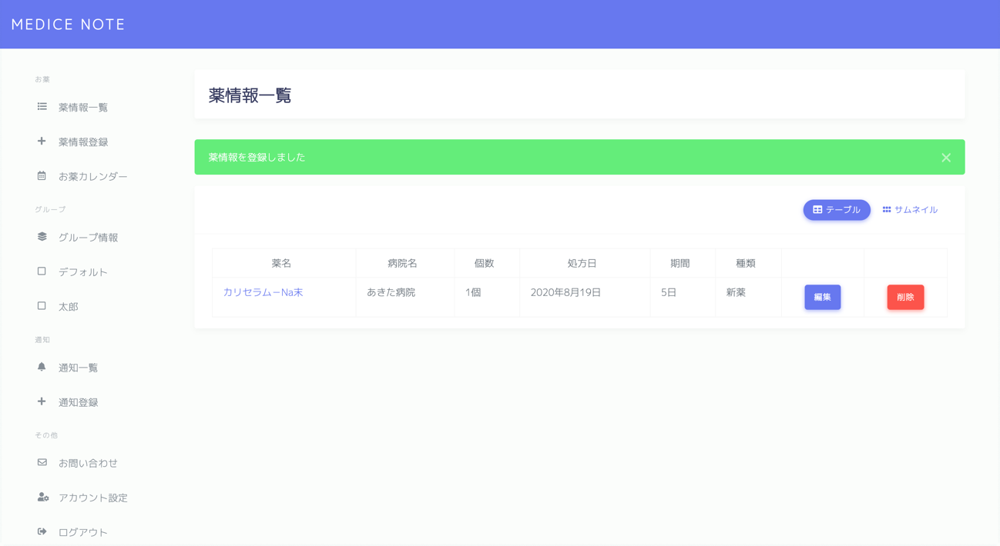 MEDICE NOTE
お薬
薬情報一覧
薬情報登録
お薬カレンダー
グループ
グループ情報
デフォルト
太郎
通知
通知一覧
通知登録
その他
お問い合わせ
アカウント設定
ログアウト
薬情報一覧
薬情報を登録しました
テーブル サムネイル
薬名 病院名 個数 処方日 期間 種類
カリセラム－Na末 あきた病院 1個 2020年8月19日 5日 新薬 編集 削除